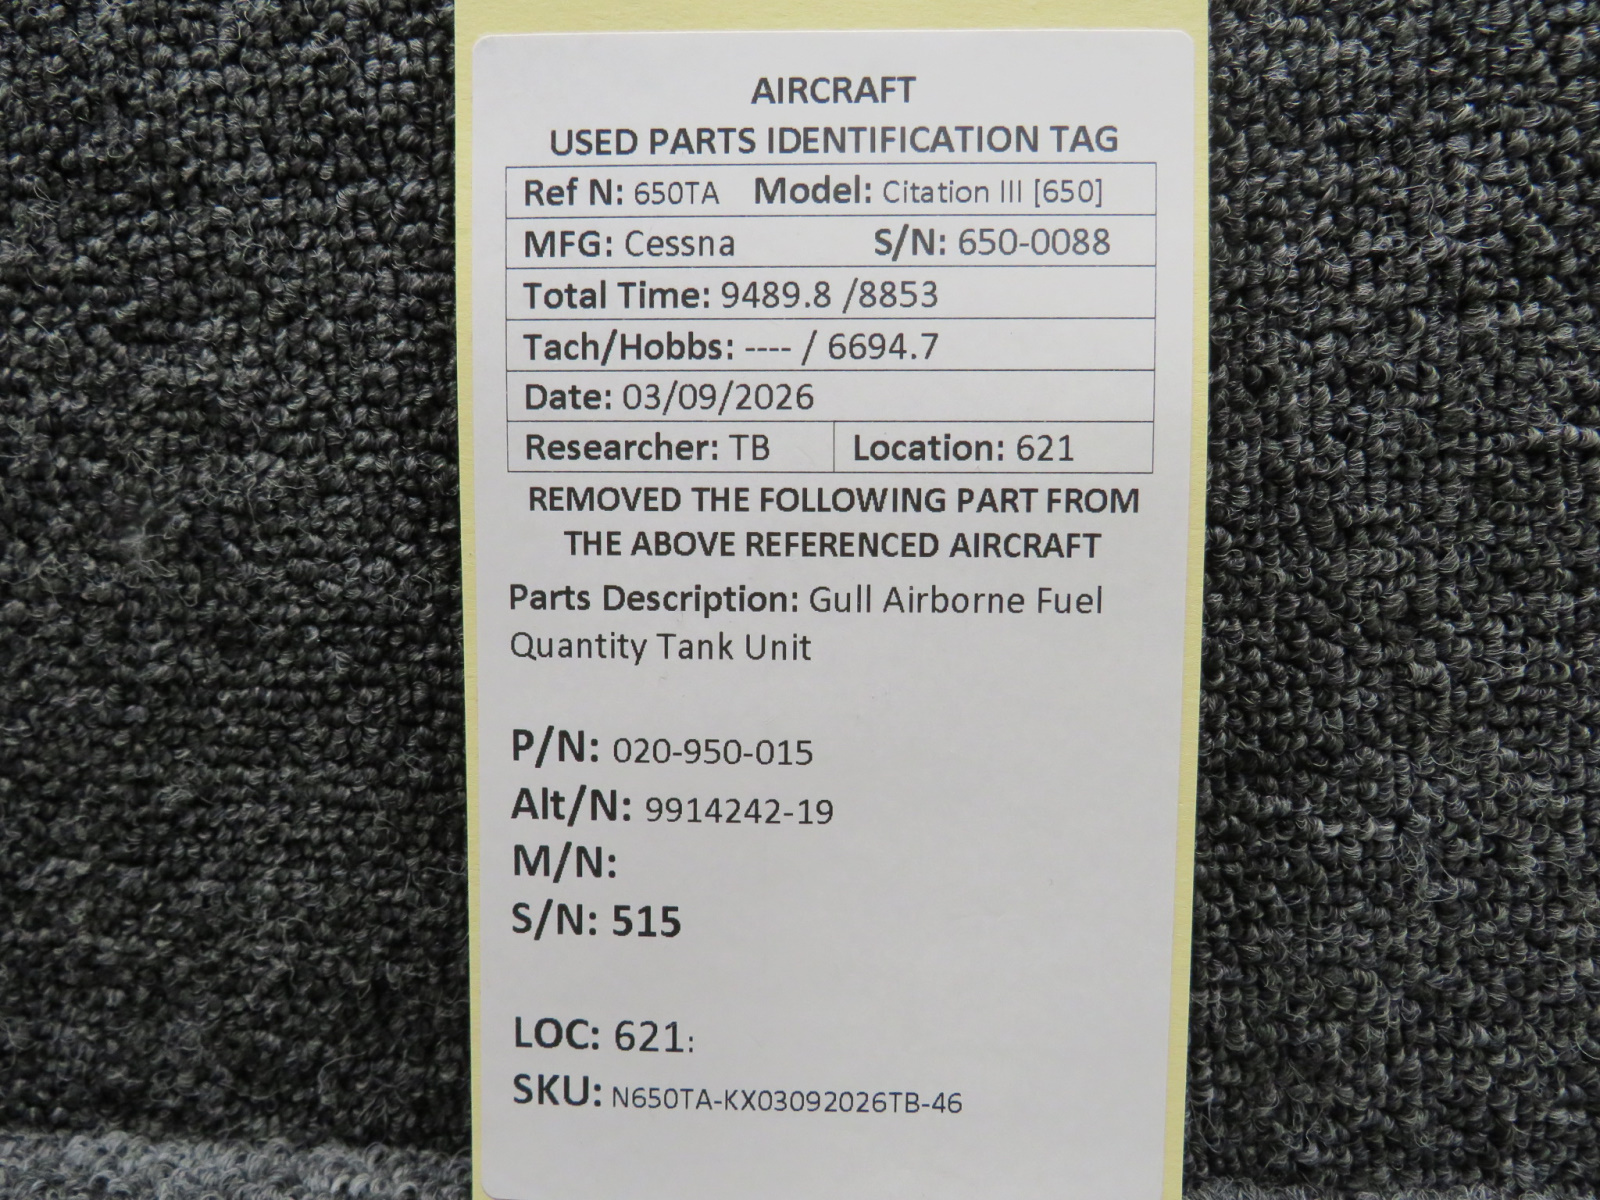 AIRCRAFT
USED PARTS IDENTIFICATION TAG
Ref N: 650TA Model: Citation III [650]
MFG: Cessna S/N: 650-0088
Total Time: 9489.8 /8853
Tach/Hobbs: ---- / 6694.7
Date: 03/09/2026
Researcher: TB Location: 621
REMOVED THE FOLLOWING PART FROM
THE ABOVE REFERENCED AIRCRAFT
Parts Description: Gull Airborne Fuel
Quantity Tank Unit
P/N: 020-950-015
Alt/N: 9914242-19
M/N:
S/N: 515
LOC: 621:
SKU: N650TA-KX03092026TB-46